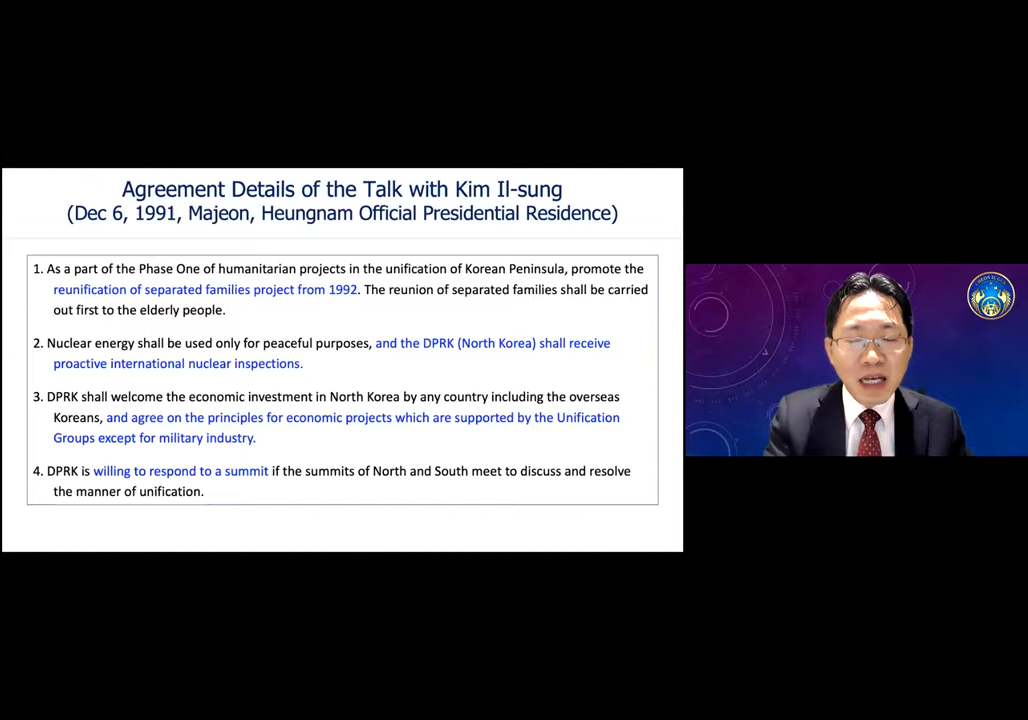 Agreement Details of the Talk with Kim Il-sung
(Dec 6, 1991, Majeon, Heungnam Official Presidential Residence)
1. As a part of the Phase One of humanitarian projects in the unification of Korean Peninsula, promote the
reunification of separated families project from 1992. The reunion of separated families shall be carried
out first to the elderly people.
2. Nuclear energy shall be used only for peaceful purposes, and the DPRK (North Korea) shall receive
proactive international nuclear inspections.
3. DPRK shall welcome the economic investment in North Korea by any country including the overseas
Koreans, and agree on the principles for economic projects which are supported by the Unification
Groups except for military industry.
4. DPRK is willing to respond to a summit if the summits of North and South meet to discuss and resolve
the manner of unification.